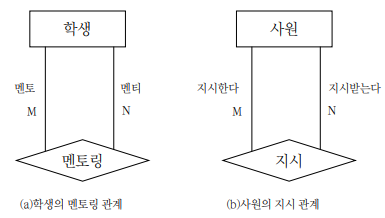 학생 사원
멘토 멘티 지시한다 지시받는다
M N M N
멘토링 지시
(a)학생의 멘토링 관계 (b)사원의 지시 관계